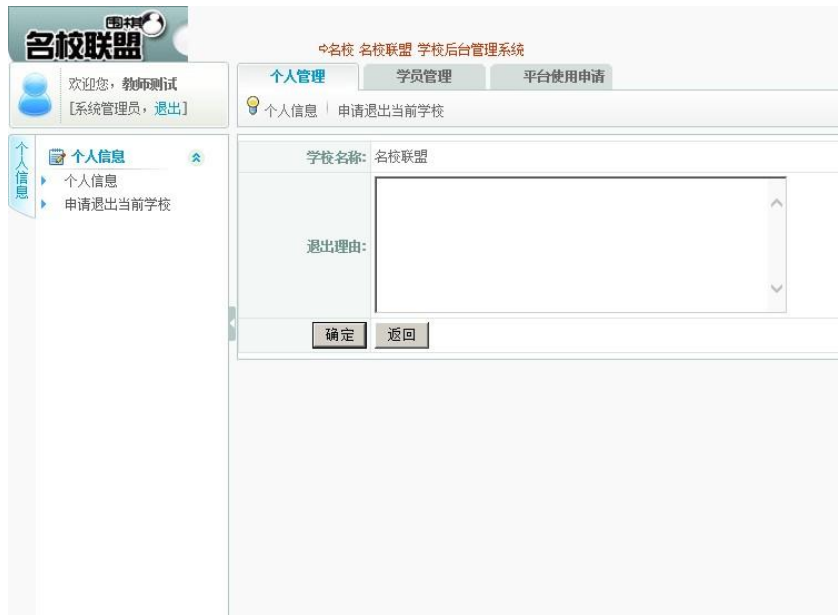 围棋
名校联盟
⇨名校 名校联盟 学校后台管理系统
欢迎您，教师测试
[系统管理员，退出]
个人管理 学员管理 平台使用申请
个人信息 | 申请退出当前学校
个人信息
个人信息
个人信息
申请退出当前学校
学校名称: 名校联盟
退出理由:
确定 返回